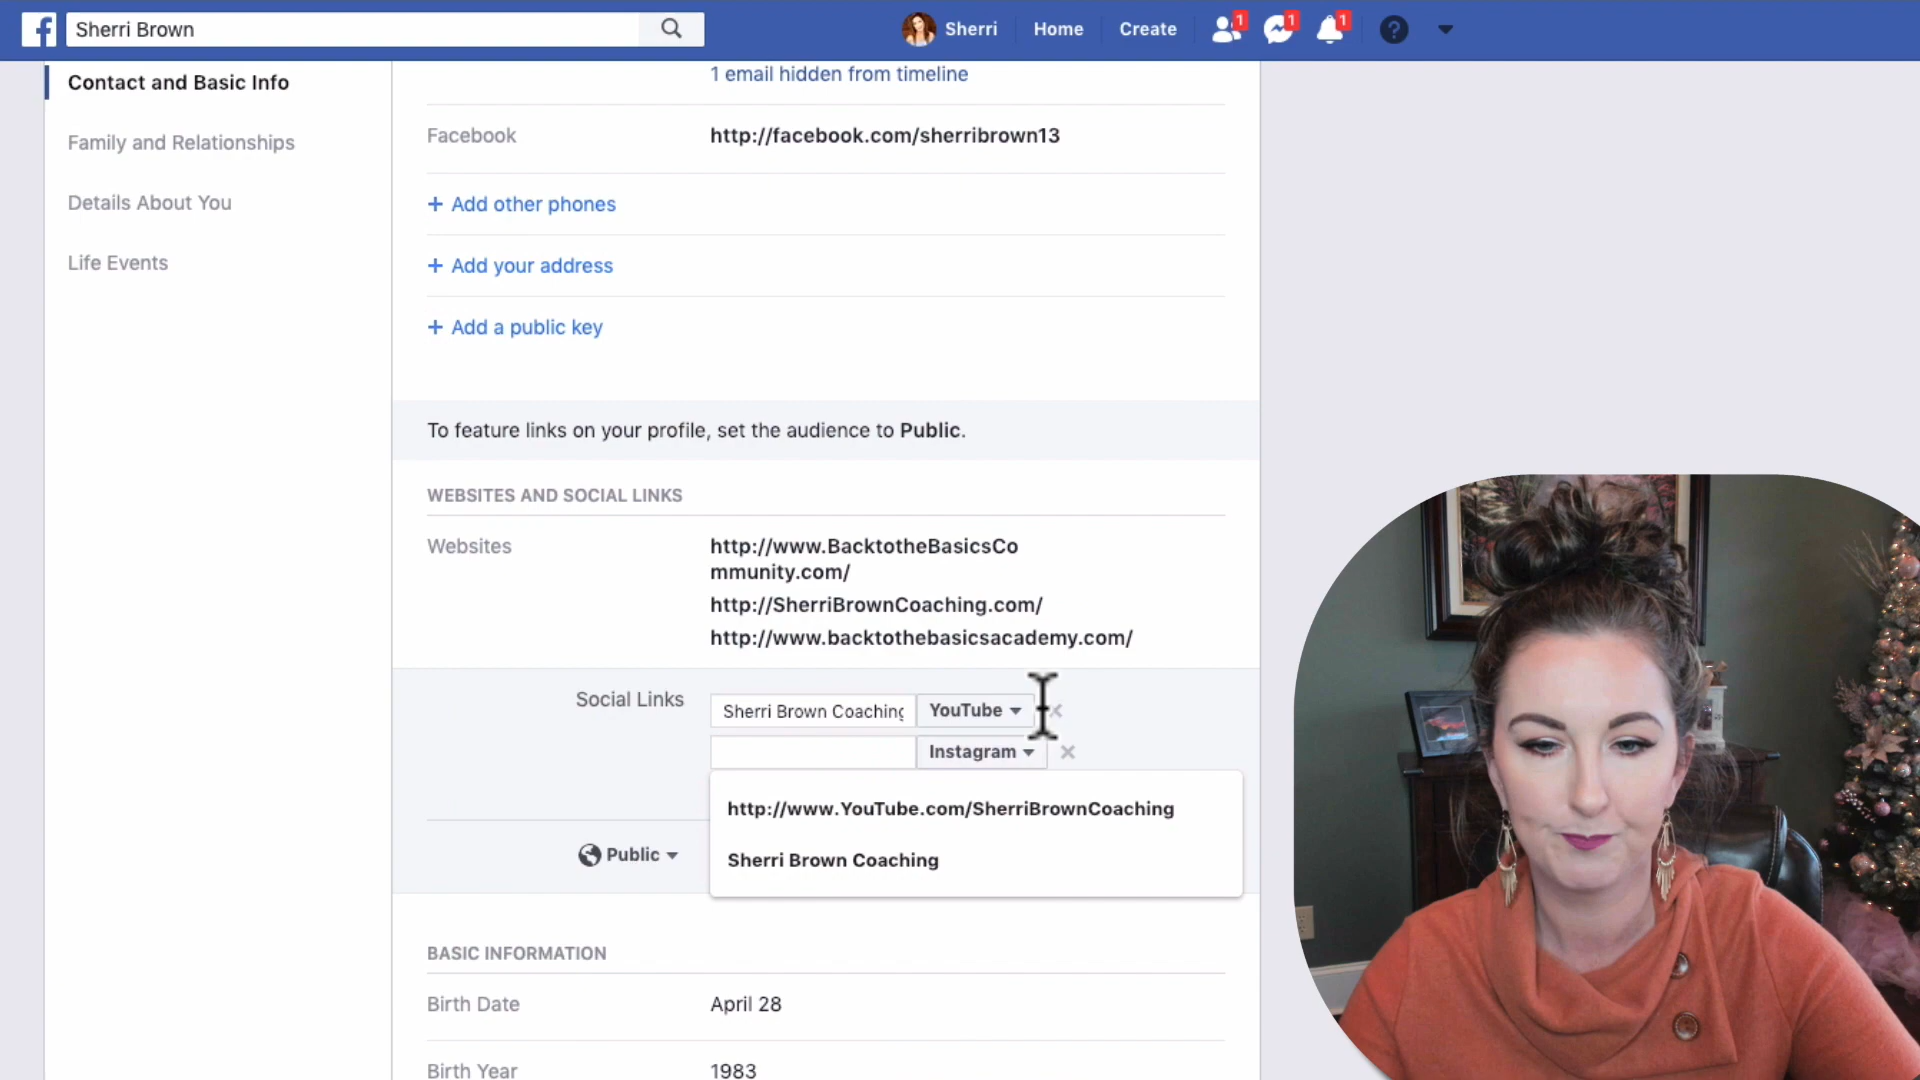 Sherri Brown
Sherri
Home
Create
1
1
1
?
Contact and Basic Info
Family and Relationships
Details About You
Life Events
1 email hidden from timeline
Facebook
http://facebook.com/sherribrown13
+ Add other phones
+ Add your address
+ Add a public key
To feature links on your profile, set the audience to Public.
WEBSITES AND SOCIAL LINKS
Websites
http://www.BacktotheBasicsCo
mmunity.com/
http://SherriBrownCoaching.com/
http://www.backtothebasicsacademy.com/
Social Links
Sherri Brown Coaching
YouTube
Instagram
http://www.YouTube.com/SherriBrownCoaching
Sherri Brown Coaching
Public
BASIC INFORMATION
Birth Date
April 28
Birth Year
1983